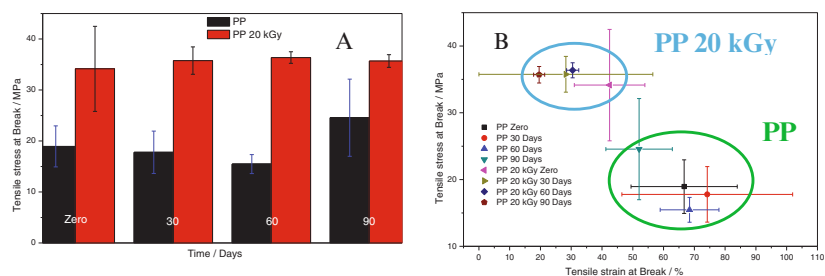 PP
PP 20 kGy
A
Tensile stress at Break / MPa
40
30
20
10
0
Zero
30
60
90
Time / Days
B
PP 20 kGy
PP
Tensile stress at Break / MPa
40
30
20
10
PP Zero
PP 30 Days
PP 60 Days
PP 90 Days
PP 20 kGy Zero
PP 20 kGy 30 Days
PP 20 kGy 60 Days
PP 20 kGy 90 Days
0 10 20 30 40 50 60 70 80 90 100 110
Tensile strain at Break / %